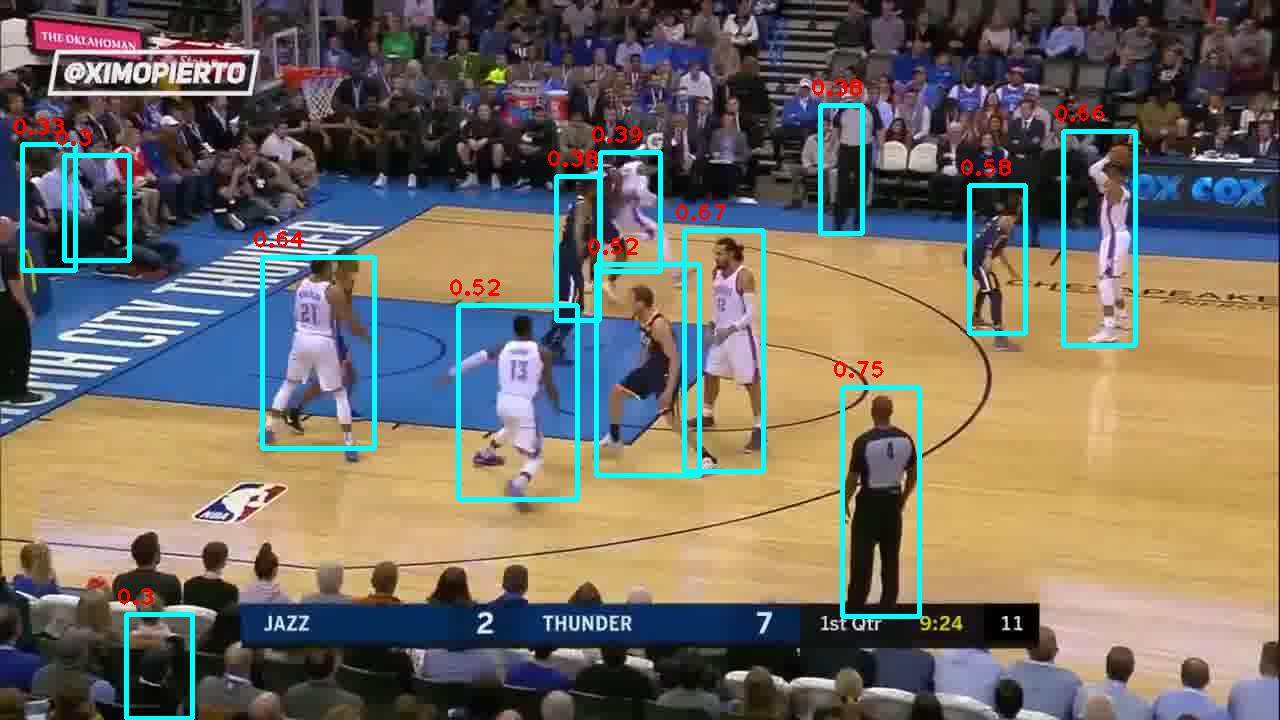 THE OKLAHOMAN
@XIMOPIERTO
0.33
0.3
0.39
0.38
0.38
0.66
0.58
0.67
0.52
0.64
0.52
0.75
0.3
COX COX
CITY THUNDER
21
13
12
4
NBA
JAZZ 2 THUNDER 7 1st Qtr 9:24 11